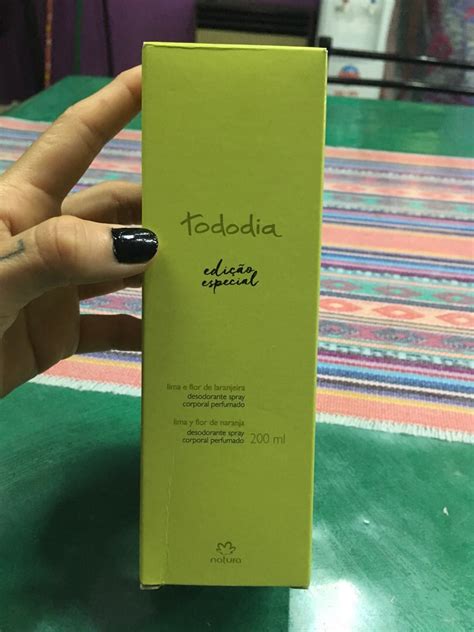 tododia
edição
especial
lima e flor de laranjeira
desodorante spray
corporal perfumado
lima y flor de naranja
desodorante spray
corporal perfumado 200 ml
natura